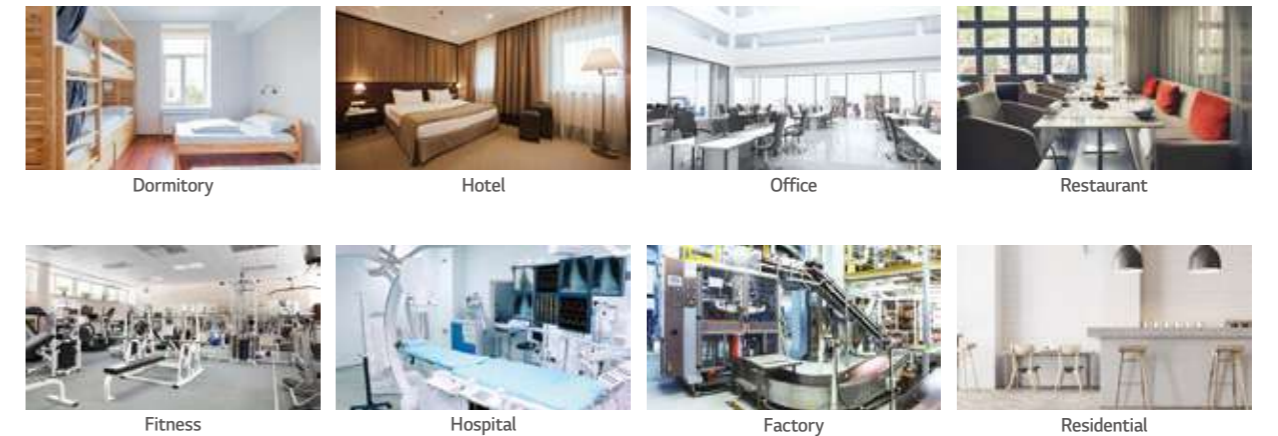 Dormitory
Hotel
Office
Restaurant
Fitness
Hospital
Factory
Residential